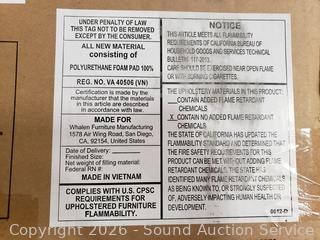 UNDER PENALTY OF LAW
THIS TAG NOT TO BE REMOVED
EXCEPT BY THE CONSUMER.
ALL NEW MATERIAL
consisting of
POLYURETHANE FOAM PAD 100%
REG. NO. VA 40506 (VN)
Certification is made by the
manufacturer that the materials
in this article are described
in accordance with law.
MADE FOR
Whalen Furniture Manufacturing
1578 Air Wing Road, San Diego,
CA, 92154. United States
Date of Delivery:
Finished Size:
Net weight of filling material:
Federal RN #:
MADE IN VIETNAM
COMPLIES WITH U.S. CPSC
REQUIREMENTS FOR
UPHOLSTERED FURNITURE
FLAMMABILITY.
NOTICE
THIS ARTICLE MEETS ALL FLAMMABILITY
REQUIREMENTS OF CALIFORNIA BUREAU OF
HOUSEHOLD GOODS AND SERVICES TECHNICAL
BULLETIN 117-2013.
CARE SHOULD BE EXERCISED NEAR OPEN FLAME
OR WITH BURNING CIGARETTES.
THE UPHOLSTERY MATERIALS IN THIS PRODUCT:
CONTAIN ADDED FLAME RETARDANT
CHEMICALS
X CONTAIN NO ADDED FLAME RETARDANT
CHEMICALS
THE STATE OF CALIFORNIA HAS UPDATED THE
FLAMMABILITY STANDARD AND DETERMINED THAT
THE FIRE SAFETY REQUIREMENTS FOR THIS
PRODUCT CAN BE MET WITHOUT ADDING FLAME
RETARDANT CHEMICALS. THE STATE HAS
IDENTIFIED MANY FLAME RETARDANT CHEMICALS
AS BEING KNOWN TO, OR STRONGLY SUSPECTED
OF, ADVERSELY IMPACTING HUMAN HEALTH OR
DEVELOPMENT.
Copyright 2026 - Sound Auction Service